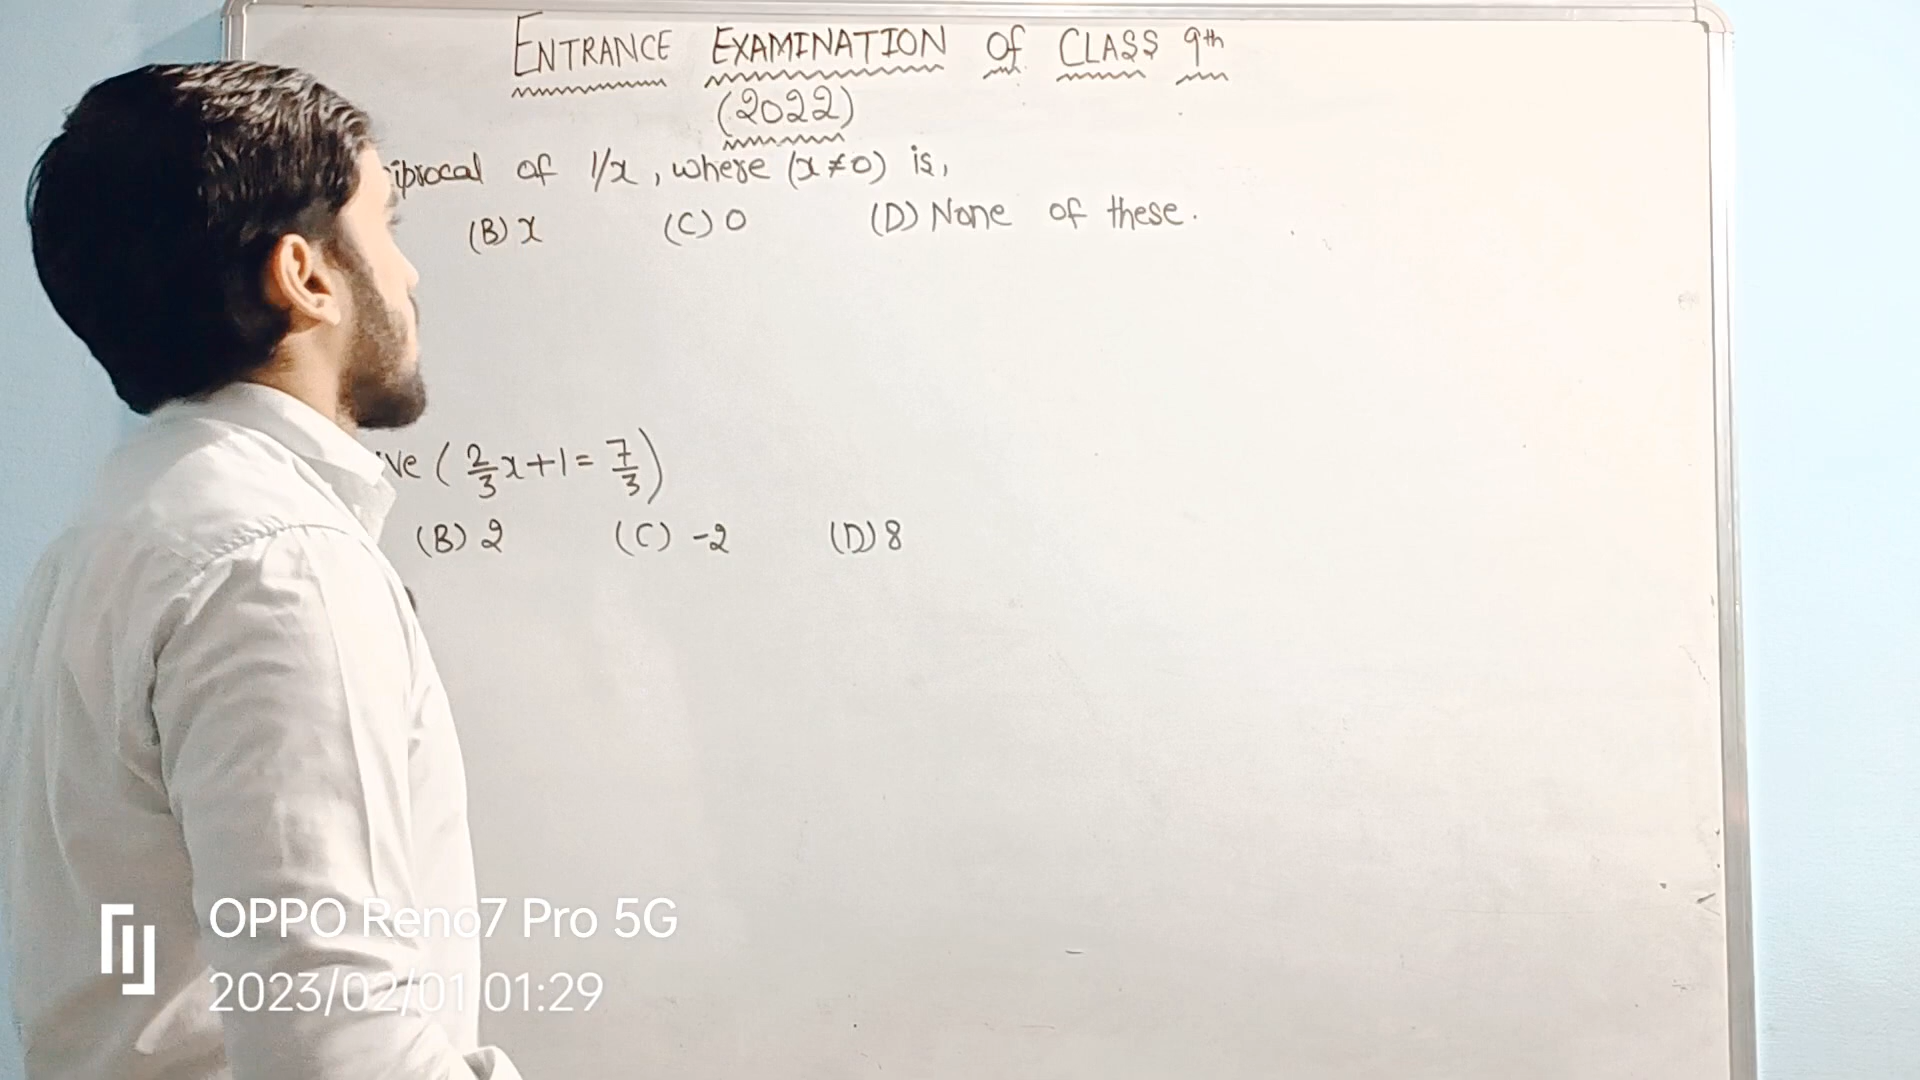 ENTRANCE EXAMINATION Of CLASS 9th
(2022)
iprocal of 1/x, where (x≠0) is,
(B) x (C) 0 (D) None of these.
ve (2/3 x+1 = 7/3)
(B) 2 (C) -2 (D) 8
OPPO Reno7 Pro 5G
2023/02/01 01:29